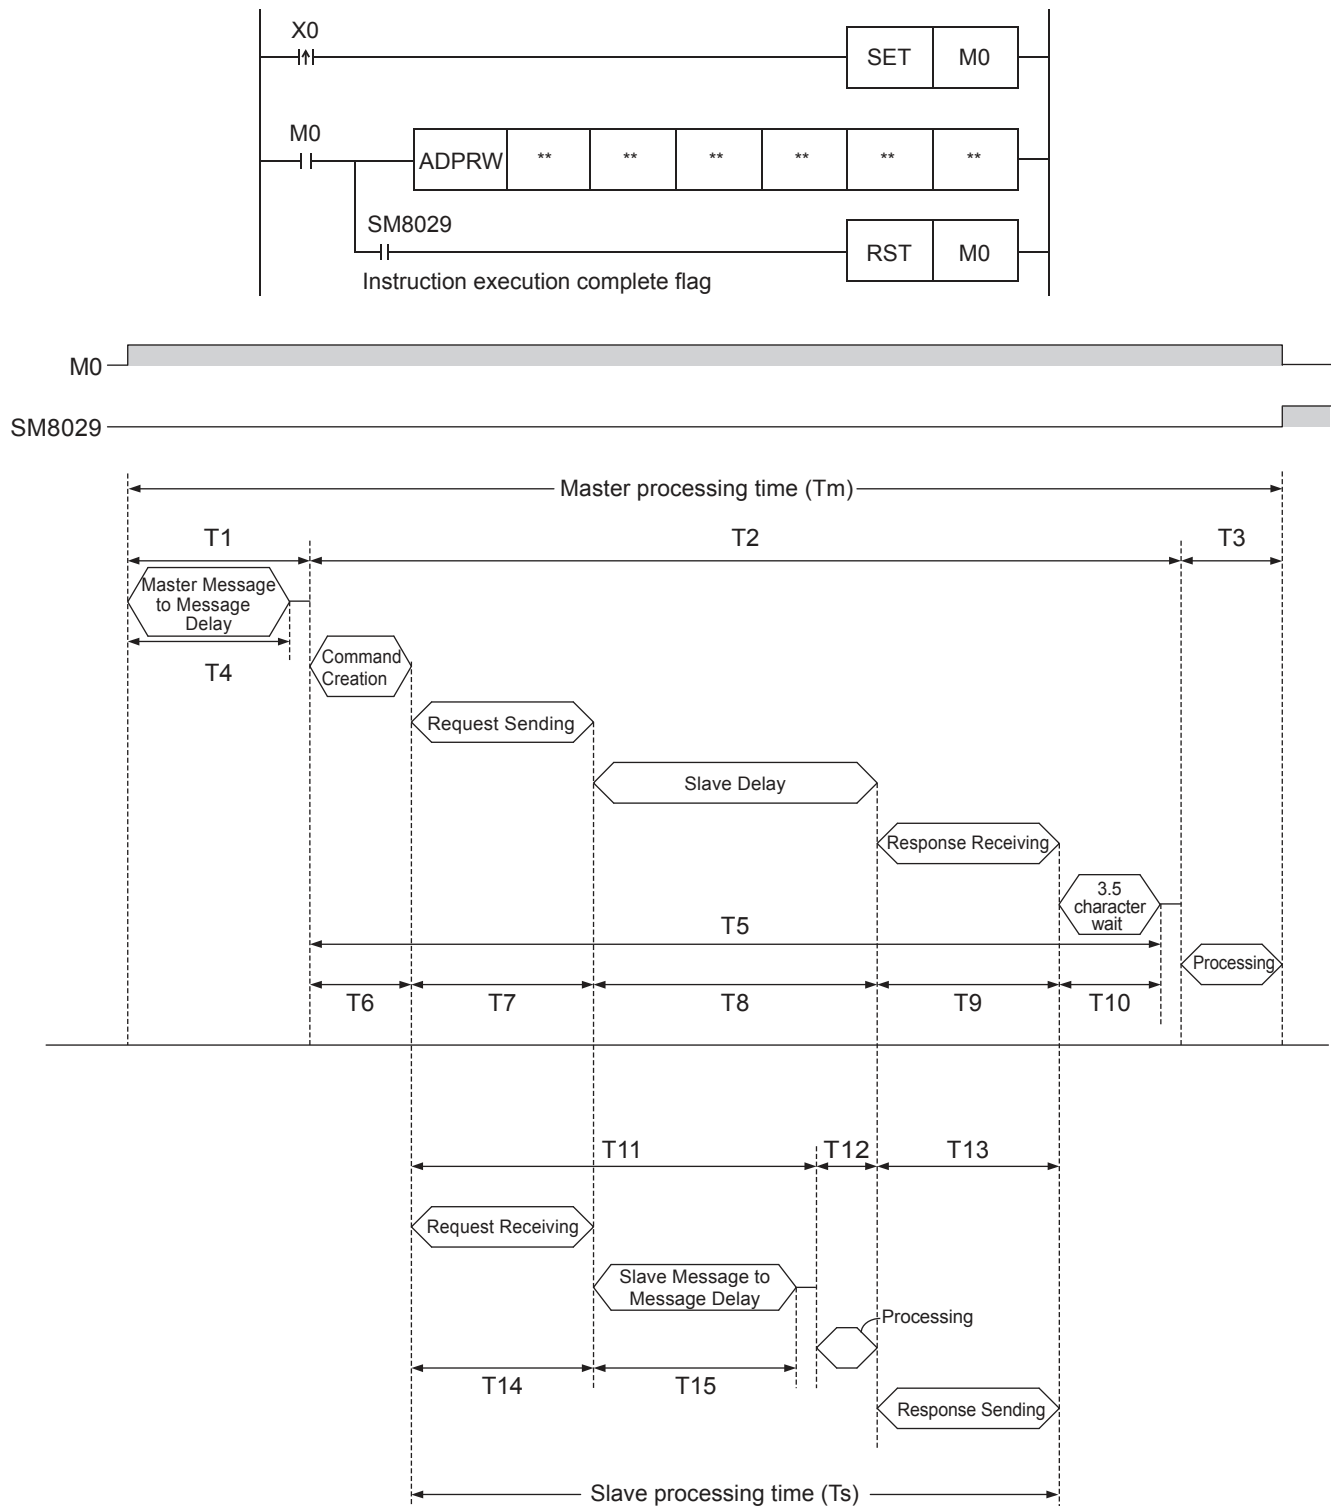 X0
SET M0
M0
ADPRW ** ** ** ** ** **
SM8029
RST M0
Instruction execution complete flag
M0
SM8029
Master processing time (Tm)
T1 T2 T3
Master Message
to Message
Delay
T4
Command
Creation
Request Sending
Slave Delay
Response Receiving
3.5
character
wait
T5
Processing
T6 T7 T8 T9 T10
T11 T12 T13
Request Receiving
Slave Message to
Message Delay
Processing
T14 T15
Response Sending
Slave processing time (Ts)